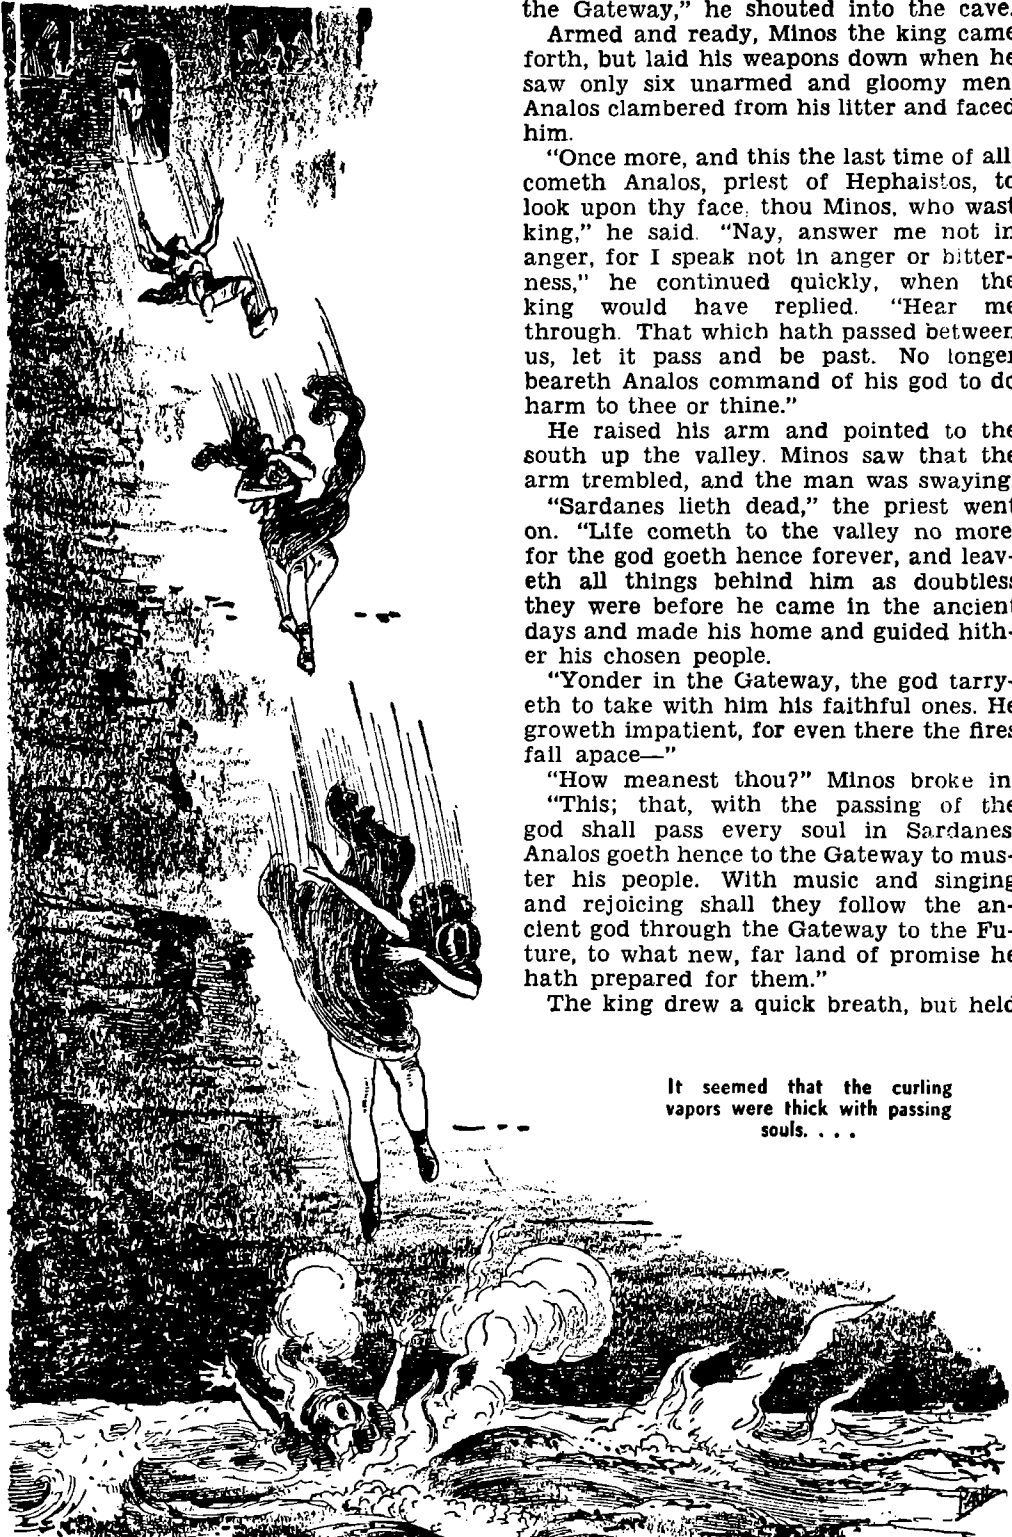 the Gateway,” he shouted into the cave.
Armed and ready, Minos the king came
forth, but laid his weapons down when he
saw only six unarmed and gloomy men
Analos clambered from his litter and faced
him.
“Once more, and this the last time of all
cometh Analos, priest of Hephaistos, to
look upon thy face, thou Minos, who wast
king,” he said. “Nay, answer me not in
anger, for I speak not in anger or bitter-
ness,” he continued quickly, when the
king would have replied. “Hear me
through. That which hath passed between
us, let it pass and be past. No longer
beareth Analos command of his god to do
harm to thee or thine.”
He raised his arm and pointed to the
south up the valley. Minos saw that the
arm trembled, and the man was swaying
“Sardanes lieth dead,” the priest went
on. “Life cometh to the valley no more
for the god goeth hence forever, and leav-
eth all things behind him as doubtless
they were before he came in the ancient
days and made his home and guided hith-
er his chosen people.
“Yonder in the Gateway, the god tarry-
eth to take with him his faithful ones. He
groweth impatient, for even there the fires
fall apace—”
“How meanest thou?” Minos broke in
“This; that, with the passing of the
god shall pass every soul in Sardanes
Analos goeth hence to the Gateway to mus-
ter his people. With music and singing
and rejoicing shall they follow the an-
cient god through the Gateway to the Fu-
ture, to what new, far land of promise he
hath prepared for them.”
The king drew a quick breath, but held
It seemed that the curling
vapors were thick with passing
souls. . . .